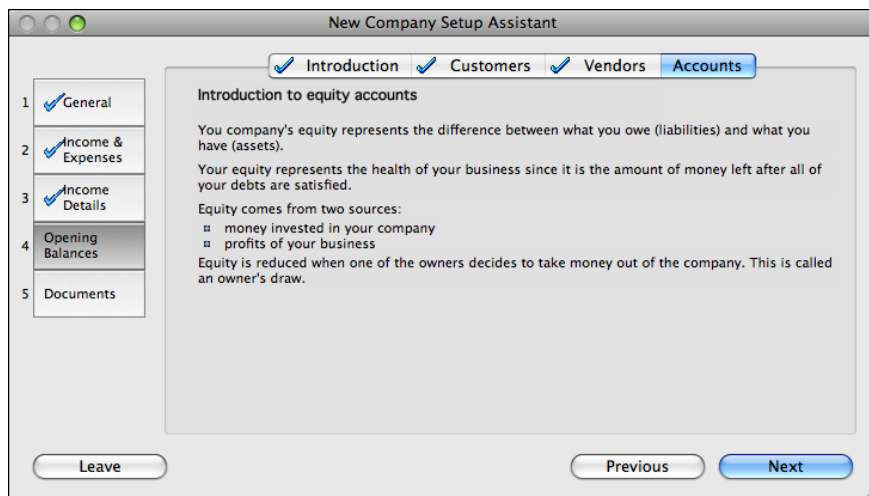 New Company Setup Assistant
Introduction Customers Vendors Accounts
1 General
2 Income &
Expenses
3 Income
Details
4 Opening
Balances
5 Documents
Introduction to equity accounts
You company's equity represents the difference between what you owe (liabilities) and what you
have (assets).
Your equity represents the health of your business since it is the amount of money left after all of
your debts are satisfied.
Equity comes from two sources:
money invested in your company
profits of your business
Equity is reduced when one of the owners decides to take money out of the company. This is called
an owner's draw.
Leave Previous Next